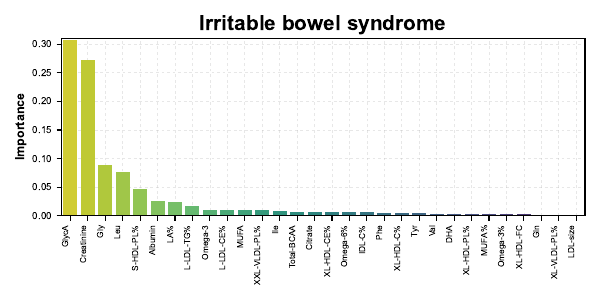 Irritable bowel syndrome
Importance
0.30
0.25
0.20
0.15
0.10
0.05
0.00
GlycA
Creatinine
Gly
Leu
S-HDL-PL%
Albumin
LA%
L-LDL-TG%
Omega-3
L-LDL-CE%
MUFA
XXL-VLDL-PL%
Ile
Total-BCAA
Citrate
XL-HDL-CE%
Omega-6%
IDL-C%
Phe
XL-HDL-C%
Tyr
Val
DHA
XL-HDL-PL%
MUFA%
Omega-3%
XL-HDL-FC
Gln
XL-VLDL-PL%
LDL-size